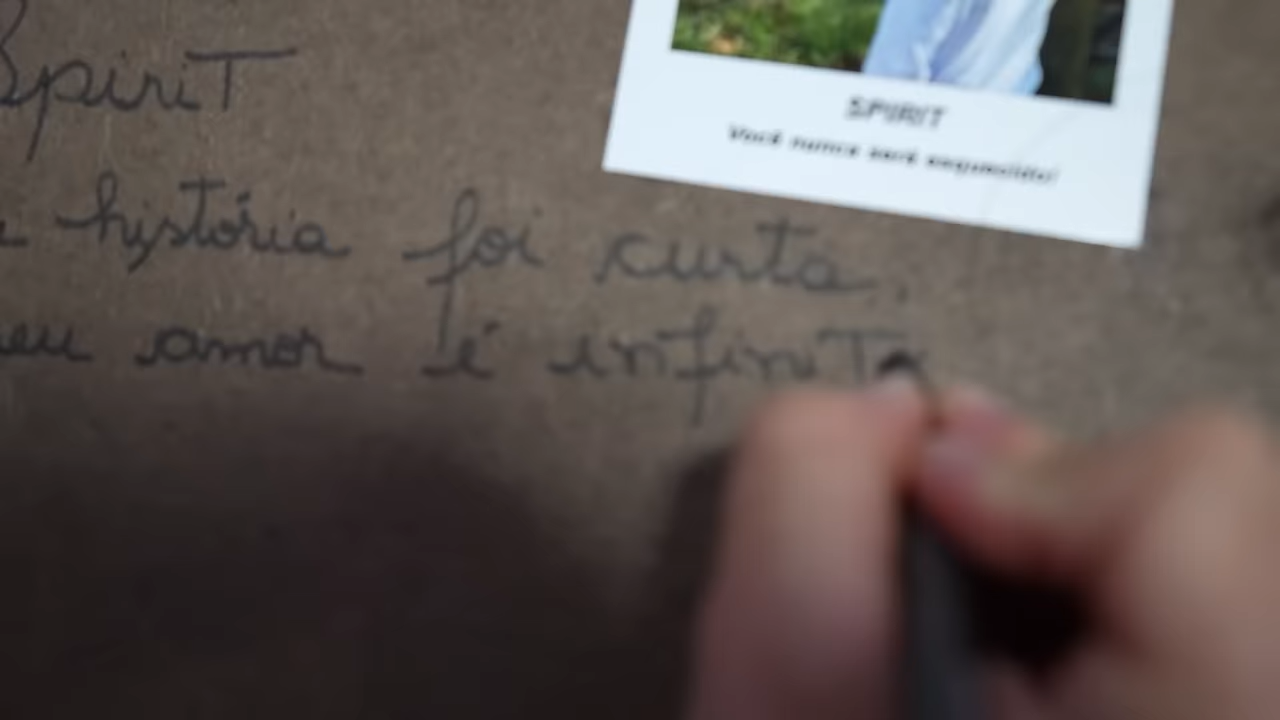 SPIRIT
Você nunca será esquecido!
Spirit
história foi curta,
amor é infinito